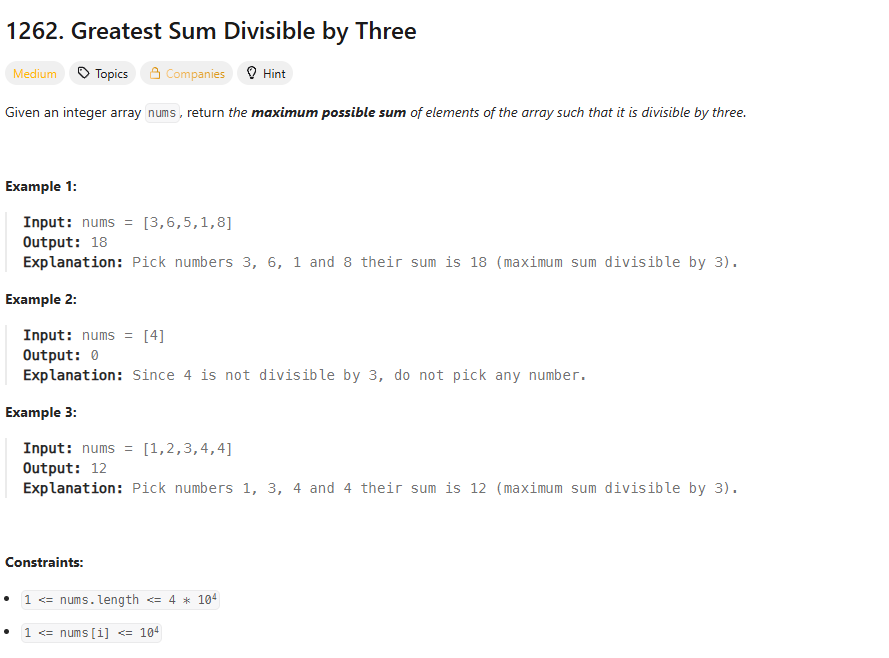 1262. Greatest Sum Divisible by Three
Medium Topics Companies Hint
Given an integer array nums, return the maximum possible sum of elements of the array such that it is divisible by three.
Example 1:
Input: nums = [3,6,5,1,8]
Output: 18
Explanation: Pick numbers 3, 6, 1 and 8 their sum is 18 (maximum sum divisible by 3).
Example 2:
Input: nums = [4]
Output: 0
Explanation: Since 4 is not divisible by 3, do not pick any number.
Example 3:
Input: nums = [1,2,3,4,4]
Output: 12
Explanation: Pick numbers 1, 3, 4 and 4 their sum is 12 (maximum sum divisible by 3).
Constraints:
• 1 <= nums.length <= 4 * 10⁴
• 1 <= nums[i] <= 10⁴